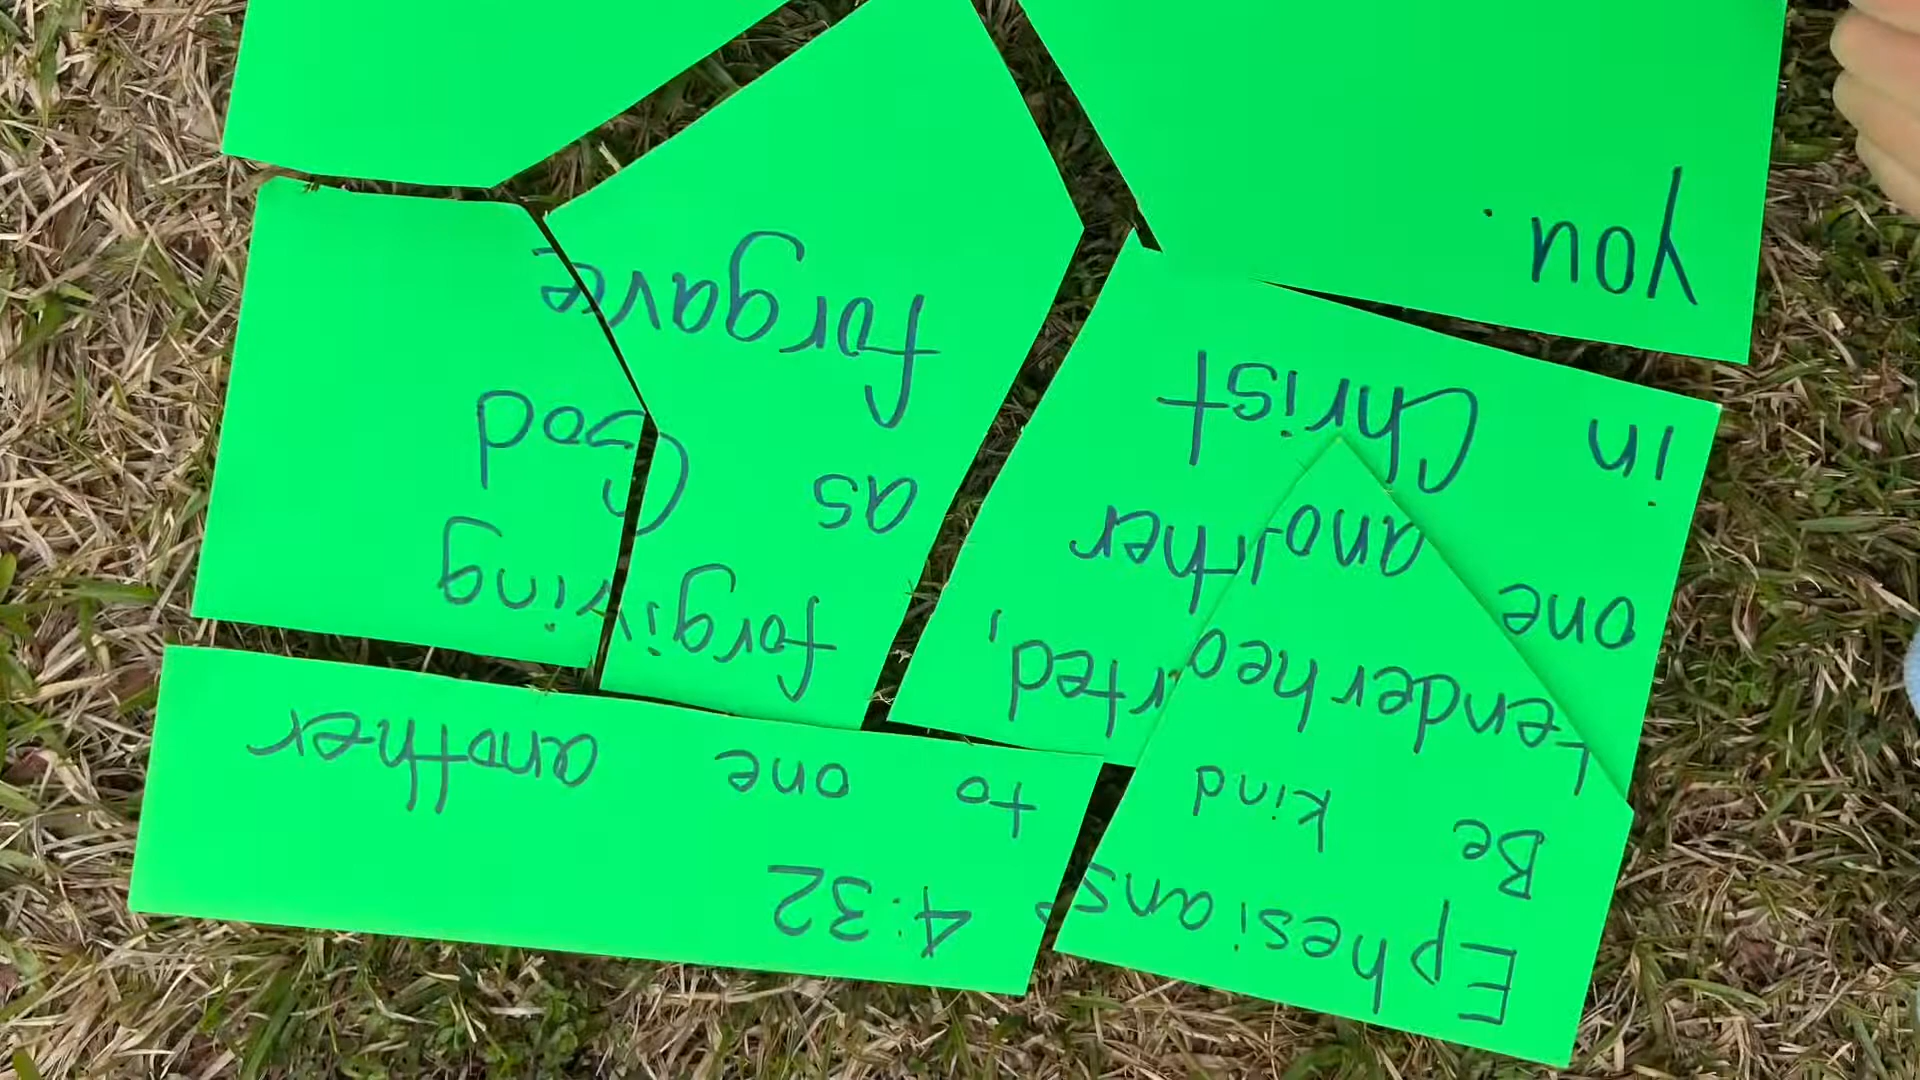 Ephesians 4:32
Be kind to one another
tenderhearted, forgiving
one another as God
in Christ forgave
you.